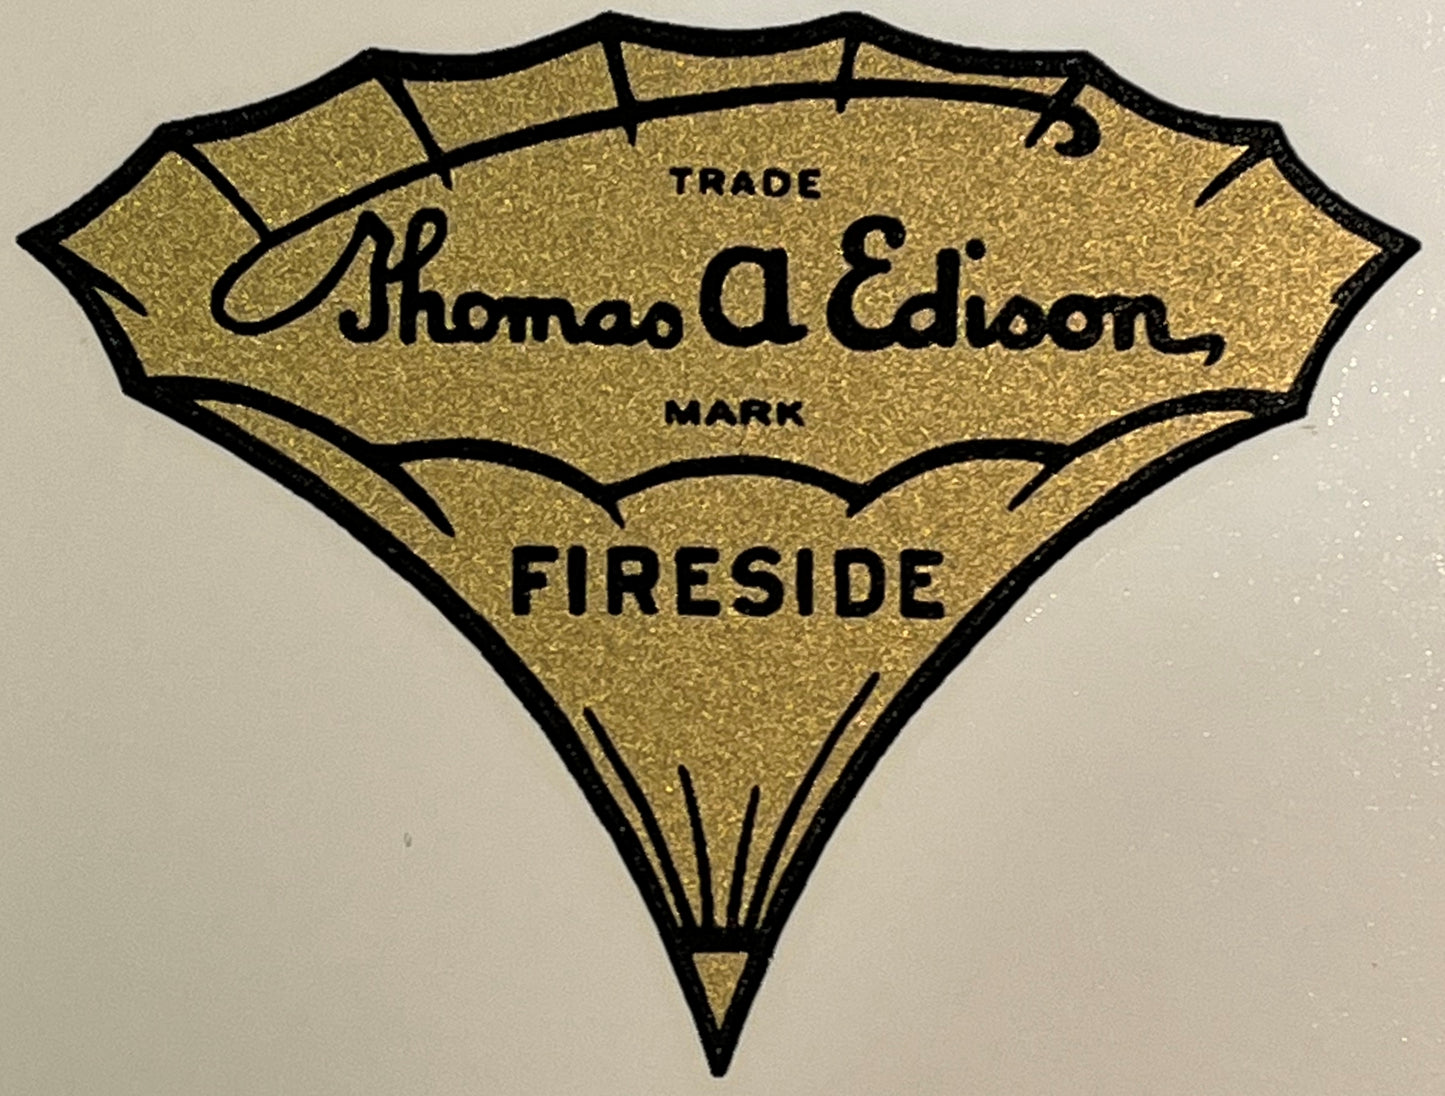 TRADE
Thomas A Edison
MARK
FIRESIDE